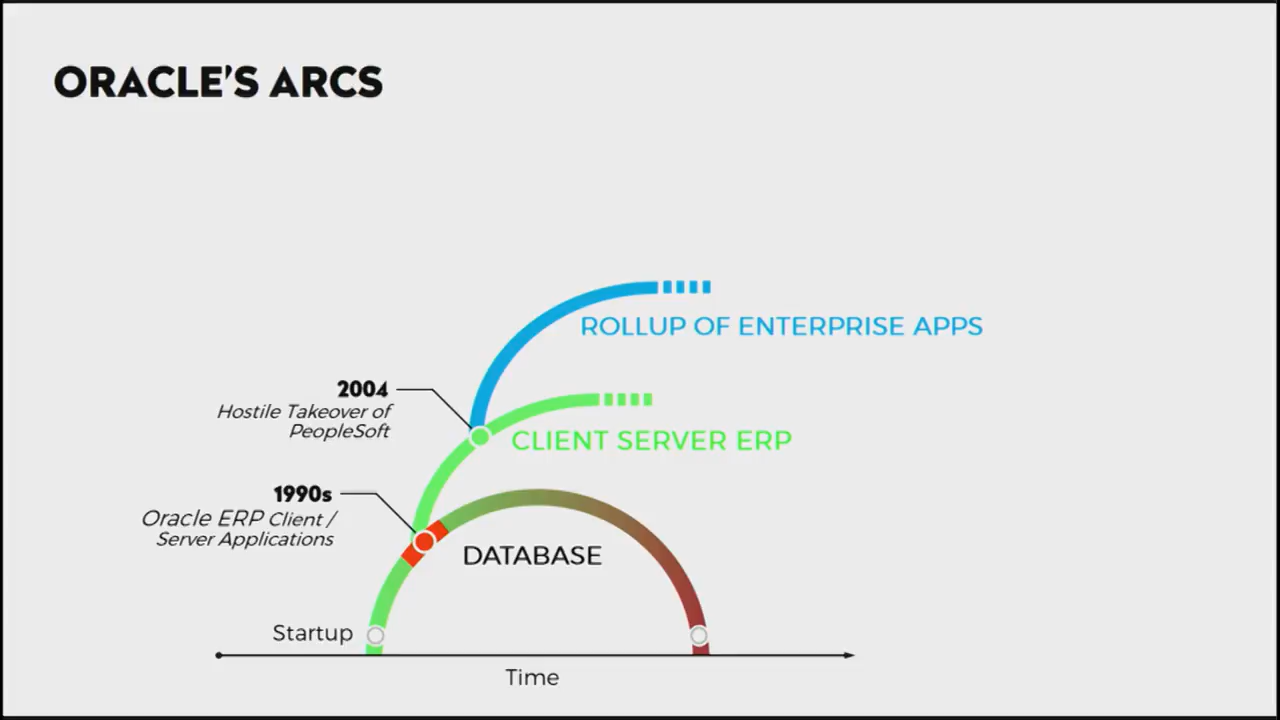 ORACLE'S ARCS
ROLLUP OF ENTERPRISE APPS
2004
Hostile Takeover of
PeopleSoft
CLIENT SERVER ERP
1990s
Oracle ERP Client /
Server Applications
DATABASE
Startup
Time